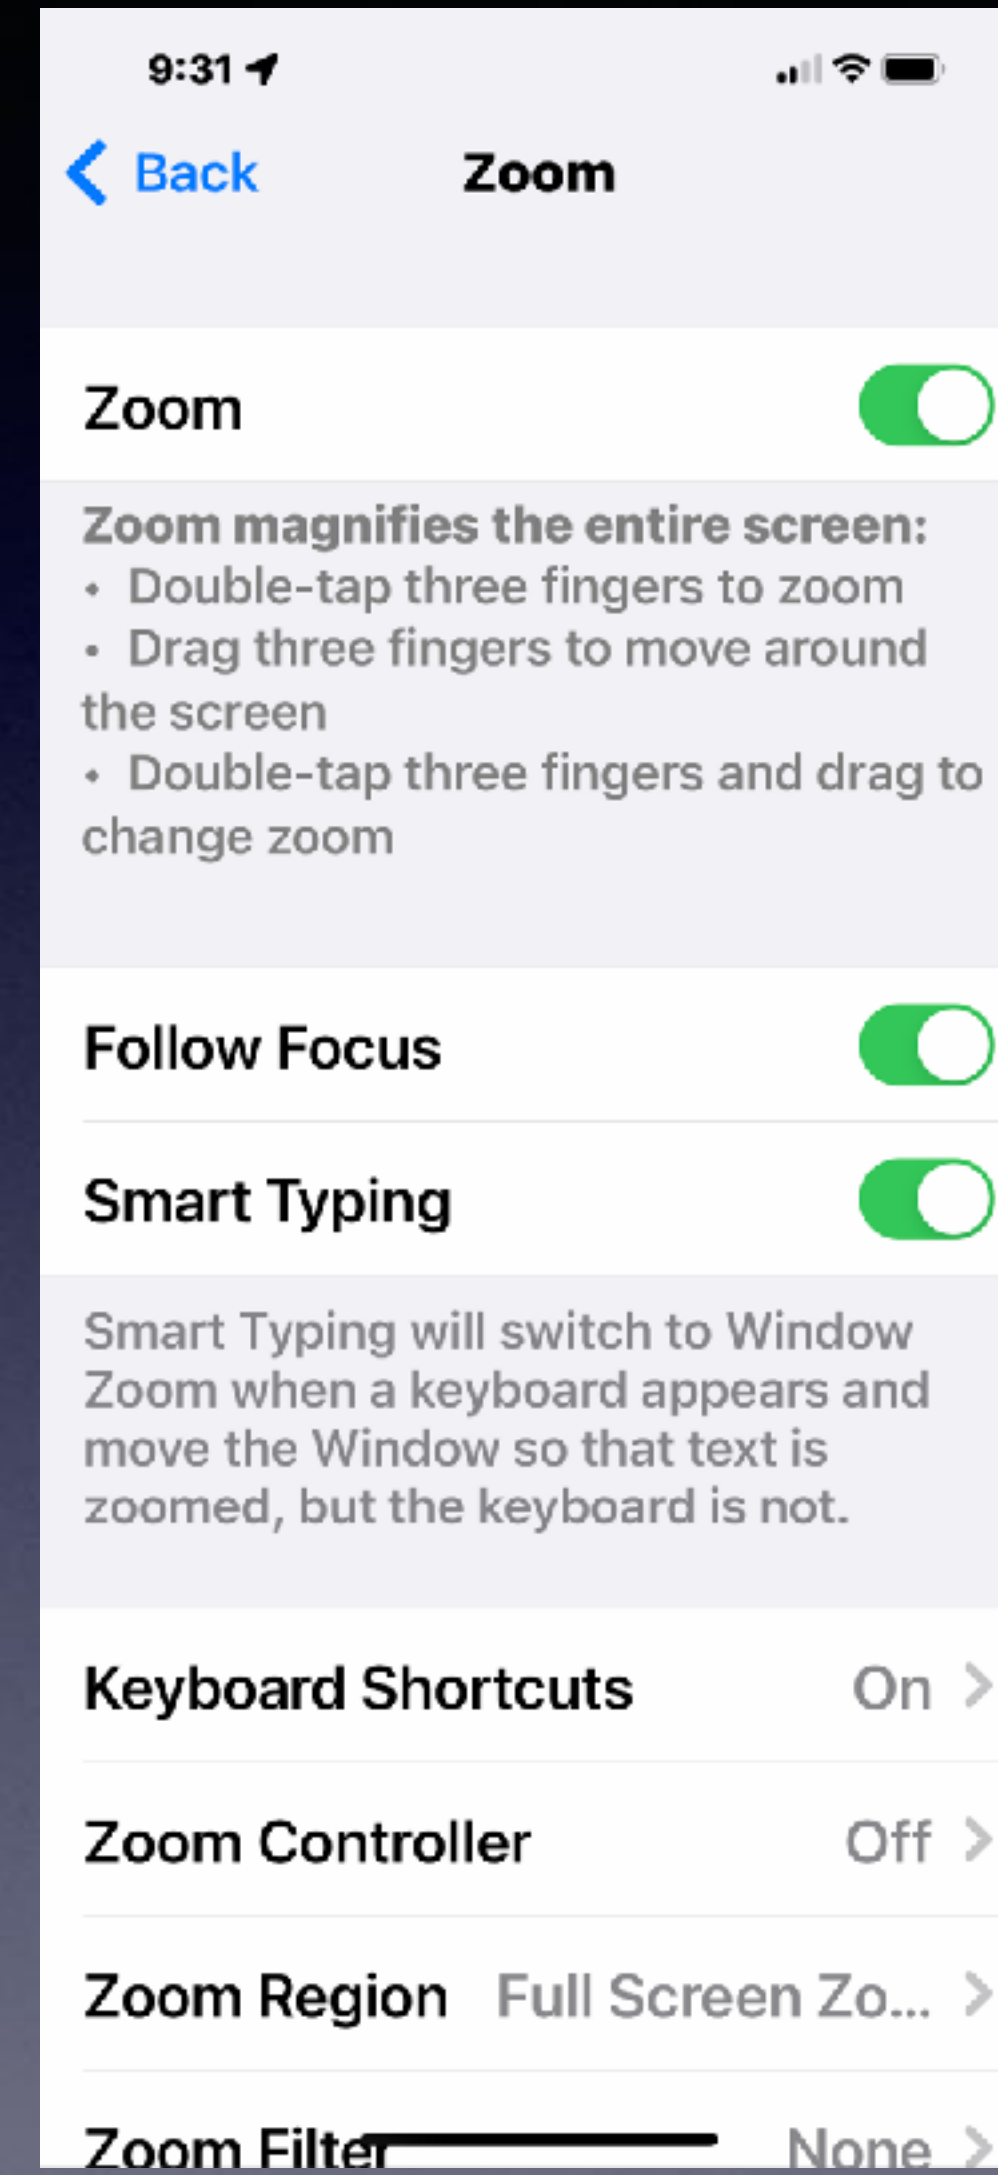 9:31
Back Zoom
Zoom
Zoom magnifies the entire screen:
• Double-tap three fingers to zoom
• Drag three fingers to move around
the screen
• Double-tap three fingers and drag to
change zoom
Follow Focus
Smart Typing
Smart Typing will switch to Window
Zoom when a keyboard appears and
move the Window so that text is
zoomed, but the keyboard is not.
Keyboard Shortcuts On
Zoom Controller Off
Zoom Region Full Screen Zo...
Zoom Filter None